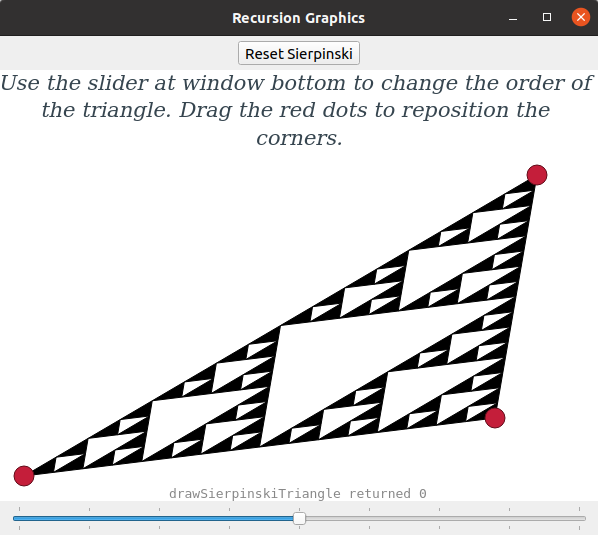 Recursion Graphics
Reset Sierpinski
Use the slider at window bottom to change the order of
the triangle. Drag the red dots to reposition the
corners.
drawSierpinskiTriangle returned 0